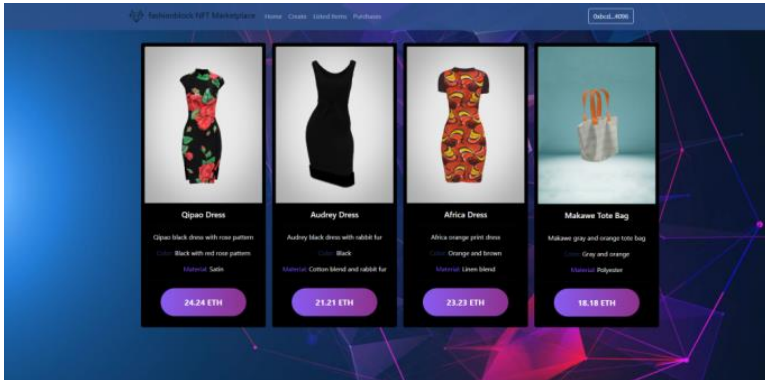 fashionblock NFT Marketplace Home Create Listed Items Purchases
Qipao Dress
Qipao black dress with rose pattern
Color: Black with red rose pattern
Material: Satin
24.24 ETH
Audrey Dress
Audrey black dress with rabbit fur
Color: Black
Material: Cotton blend and rabbit fur
21.21 ETH
Africa Dress
Africa orange print dress
Color: Orange and brown
Material: Linen blend
23.23 ETH
Makawe Tote Bag
Makawe gray and orange tote bag
Color: Gray and orange
Material: Polyester
18.18 ETH